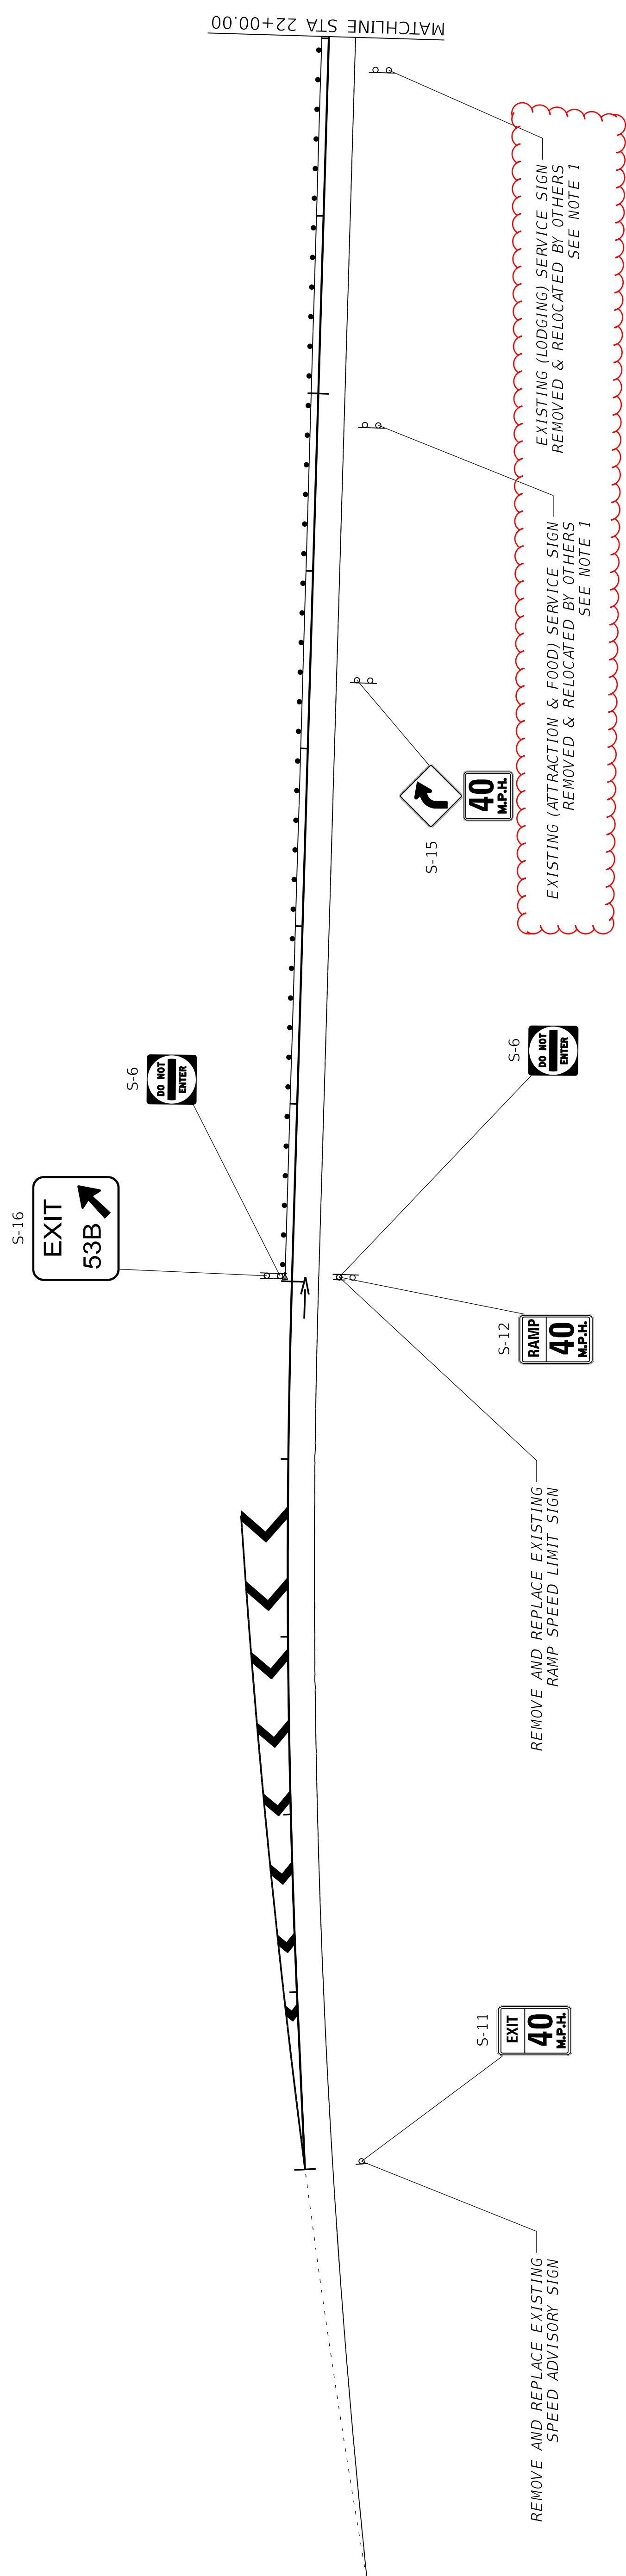 MATCHLINE STA 22+00.00
EXISTING (LODGING) SERVICE SIGN
REMOVED & RELOCATED BY OTHERS
SEE NOTE 1
EXISTING (ATTRACTION & FOOD) SERVICE SIGN
REMOVED & RELOCATED BY OTHERS
SEE NOTE 1
40
M.P.H.
S-15
S-6
DO NOT
ENTER
S-6
DO NOT
ENTER
S-16
EXIT
53B
S-12
RAMP
40
M.P.H.
REMOVE AND REPLACE EXISTING
RAMP SPEED LIMIT SIGN
S-11
EXIT
40
M.P.H.
REMOVE AND REPLACE EXISTING
SPEED ADVISORY SIGN